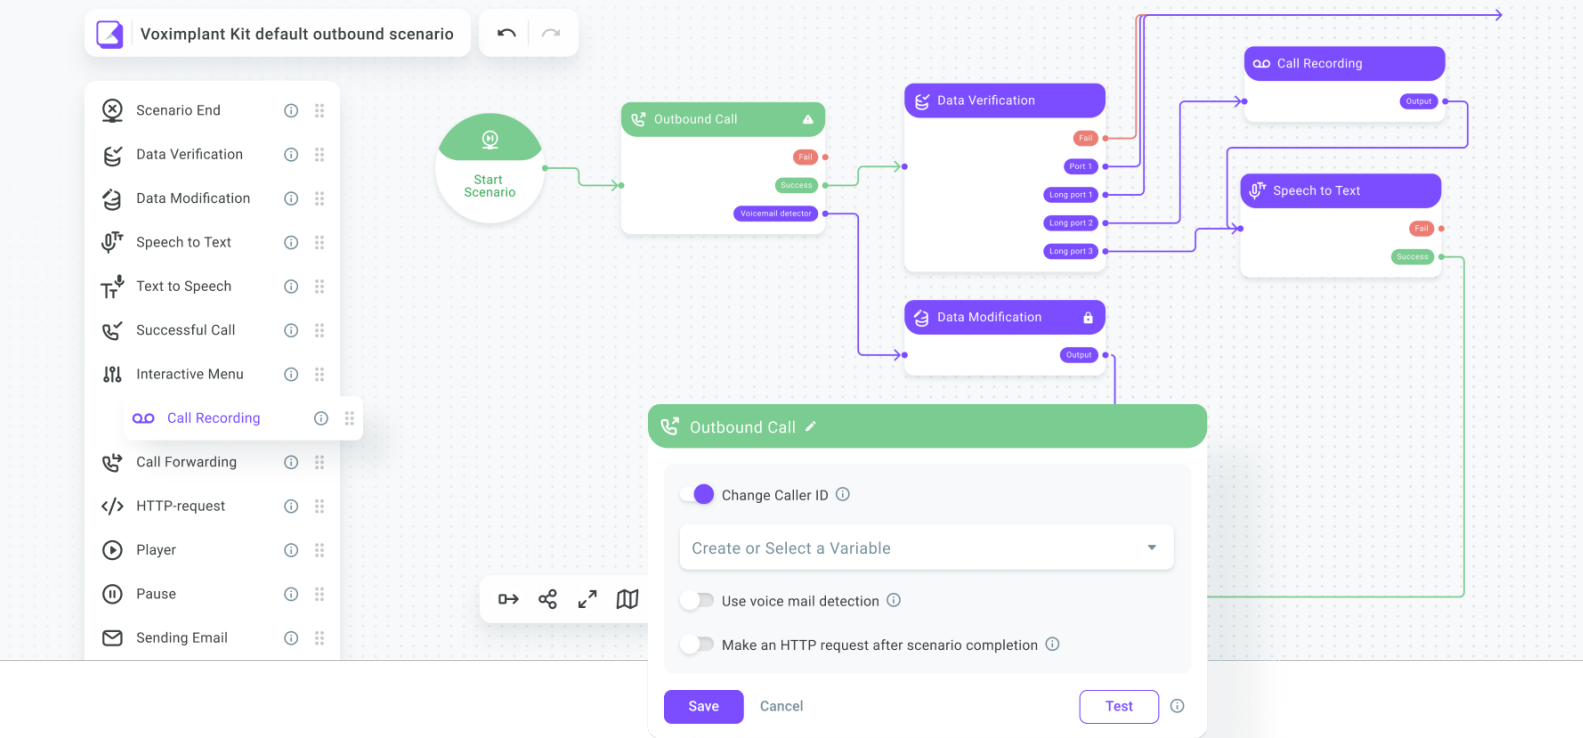 Voximplant Kit default outbound scenario
Scenario End
Data Verification
Data Modification
Speech to Text
Text to Speech
Successful Call
Interactive Menu
Call Recording
Call Forwarding
HTTP-request
Player
Pause
Sending Email
Start
Scenario
Outbound Call
Fail
Success
Voicemail detector
Data Verification
Fail
Port 1
Long port 1
Long port 2
Long port 3
Data Modification
Output
Call Recording
Output
Speech to Text
Fail
Success
Outbound Call
Change Caller ID
Create or Select a Variable
Use voice mail detection
Make an HTTP request after scenario completion
Save
Cancel
Test